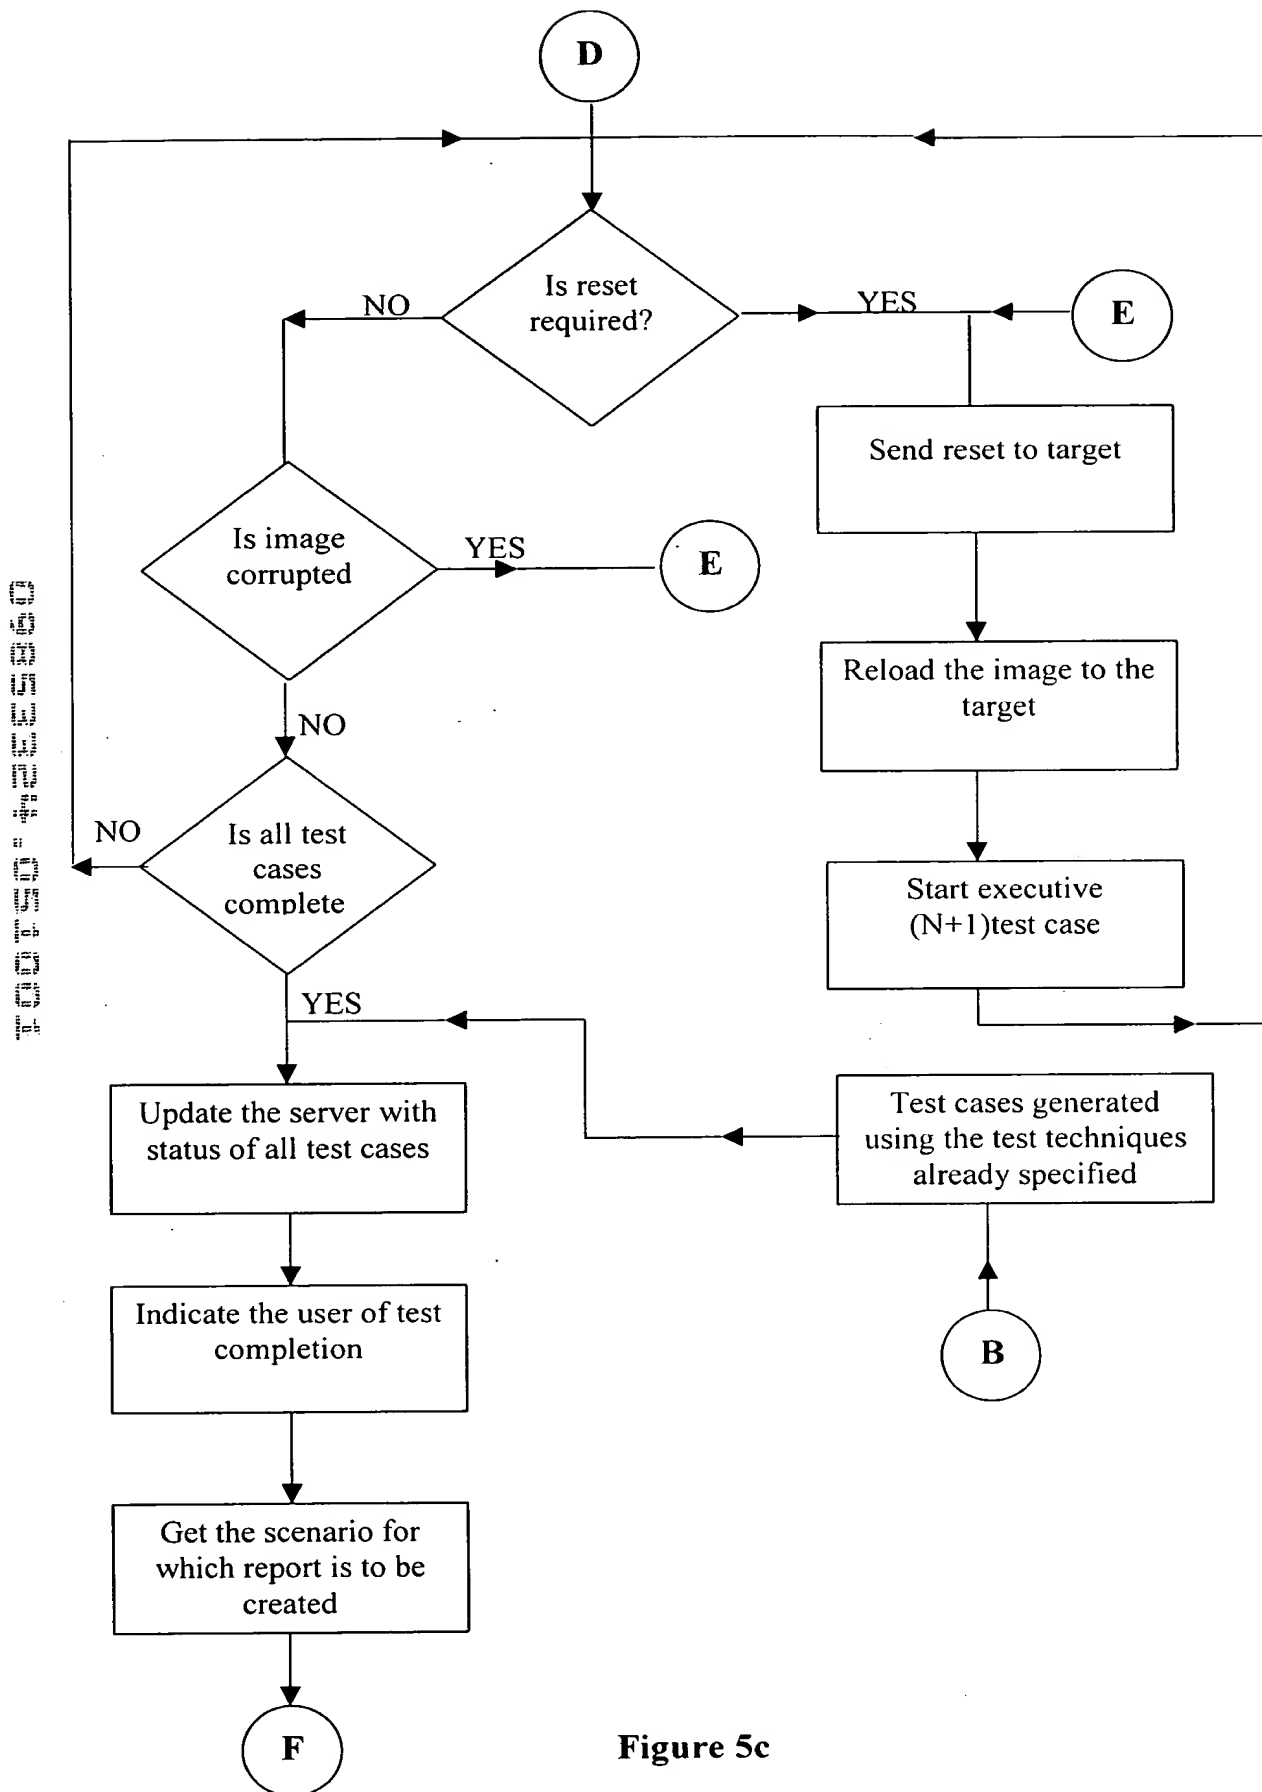 D
Is reset
required?
NO
YES
E
Send reset to target
Is image
corrupted
YES
E
Reload the image to the
target
NO
NO
Is all test
cases
complete
Start executive
(N+1)test case
YES
Update the server with
status of all test cases
Test cases generated
using the test techniques
already specified
Indicate the user of test
completion
B
Get the scenario for
which report is to be
created
F
Figure 5c